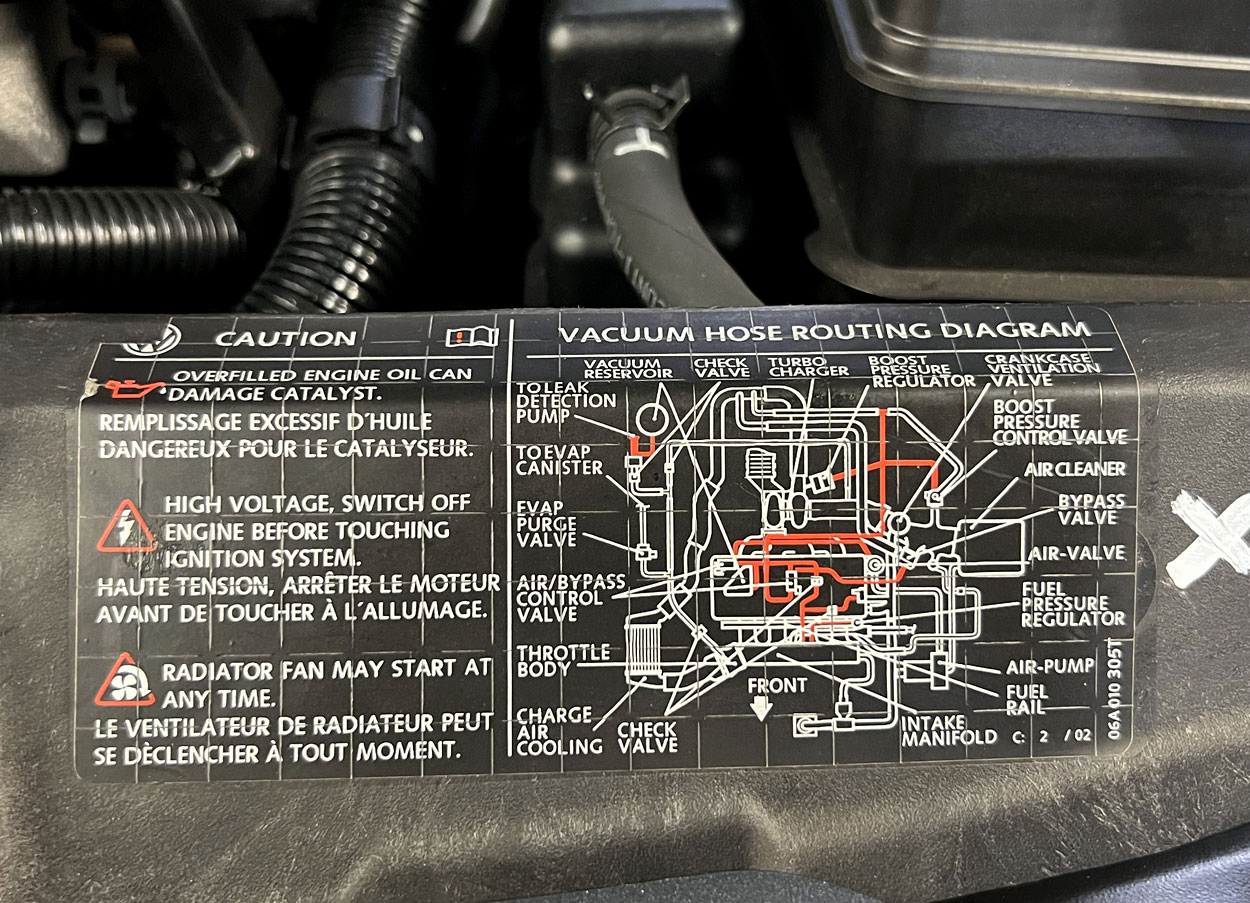 CAUTION
OVERFILLED ENGINE OIL CAN
DAMAGE CATALYST.
REMPLISSAGE EXCESSIF D´HUILE
DANGEREUX POUR LE CATALYSEUR.
HIGH VOLTAGE, SWITCH OFF
ENGINE BEFORE TOUCHING
IGNITION SYSTEM.
HAUTE TENSION, ARRÊTER LE MOTEUR
AVANT DE TOUCHER À L´ALLUMAGE.
RADIATOR FAN MAY START AT
ANY TIME.
LE VENTILATEUR DE RADIATEUR PEUT
SE DÈCLENCHER À TOUT MOMENT.
VACUUM HOSE ROUTING DIAGRAM
VACUUM
RESERVOIR
CHECK
VALVE
TURBO
CHARGER
BOOST
PRESSURE
REGULATOR
CRANKCASE
VENTILATION
VALVE
TO LEAK
DETECTION
PUMP
TO EVAP
CANISTER
EVAP
PURGE
VALVE
AIR/BYPASS
CONTROL
VALVE
THROTTLE
BODY
CHARGE
AIR
COOLING
CHECK
VALVE
FRONT
BOOST
PRESSURE
CONTROL VALVE
AIR CLEANER
BYPASS
VALVE
AIR-VALVE
FUEL
PRESSURE
REGULATOR
AIR-PUMP
FUEL
RAIL
INTAKE
MANIFOLD
C: 2 / 02
06A 010 305T